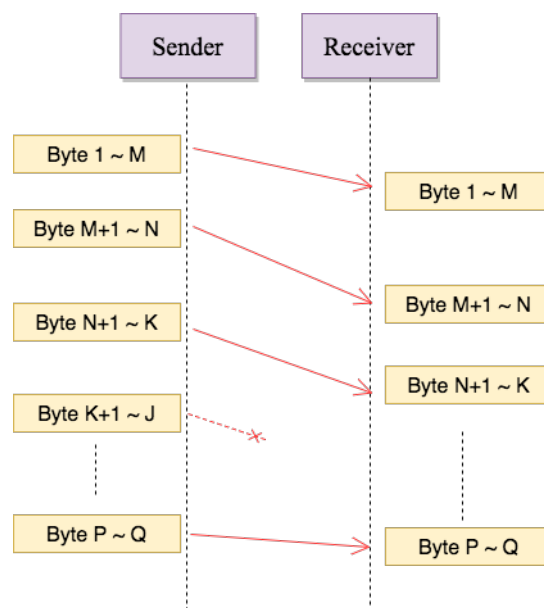 Sender
Receiver
Byte 1 ~ M
Byte 1 ~ M
Byte M+1 ~ N
Byte M+1 ~ N
Byte N+1 ~ K
Byte N+1 ~ K
Byte K+1 ~ J
Byte P ~ Q
Byte P ~ Q